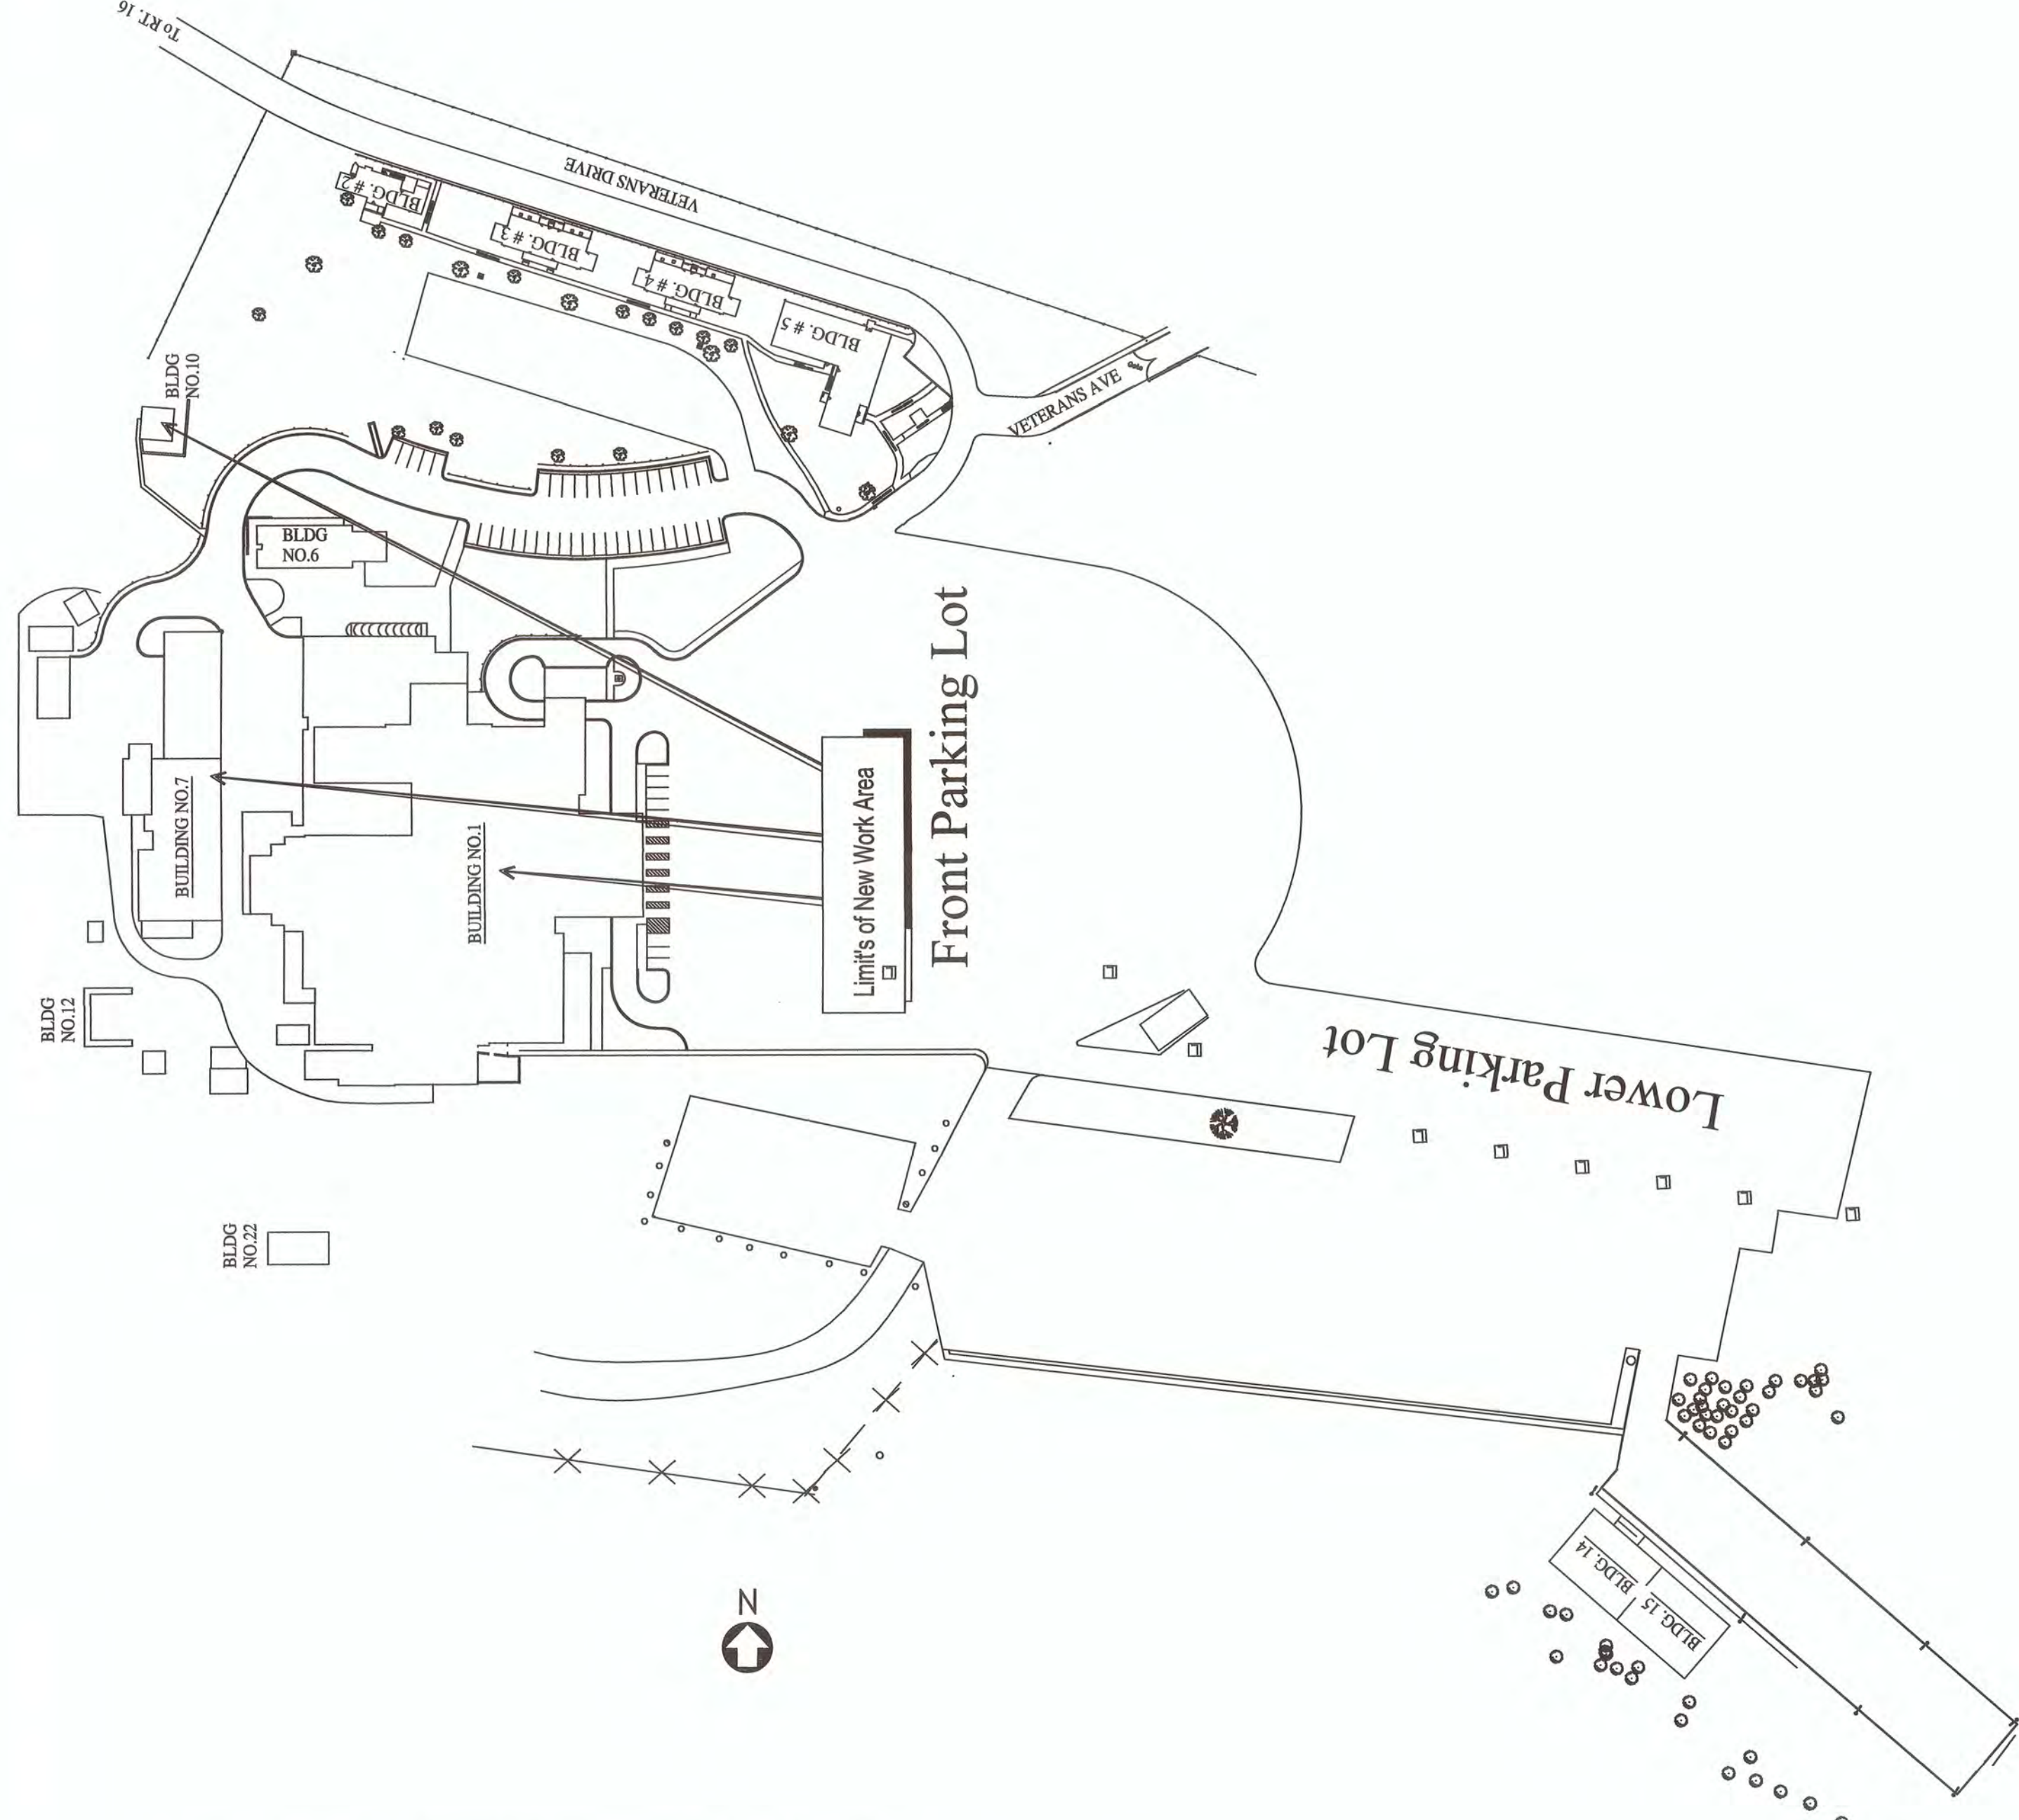 To RT. 16
VETERANS DRIVE
BLDG. # 2
BLDG. # 3
BLDG. # 4
BLDG. # 5
VETERANS AVE
Gate
BLDG
NO.10
BLDG
NO.6
BUILDING NO.7
BUILDING NO.1
Limit's of New Work Area
Front Parking Lot
BLDG
NO.12
Lower Parking Lot
BLDG
NO.22
BLDG. 14
BLDG. 15
N